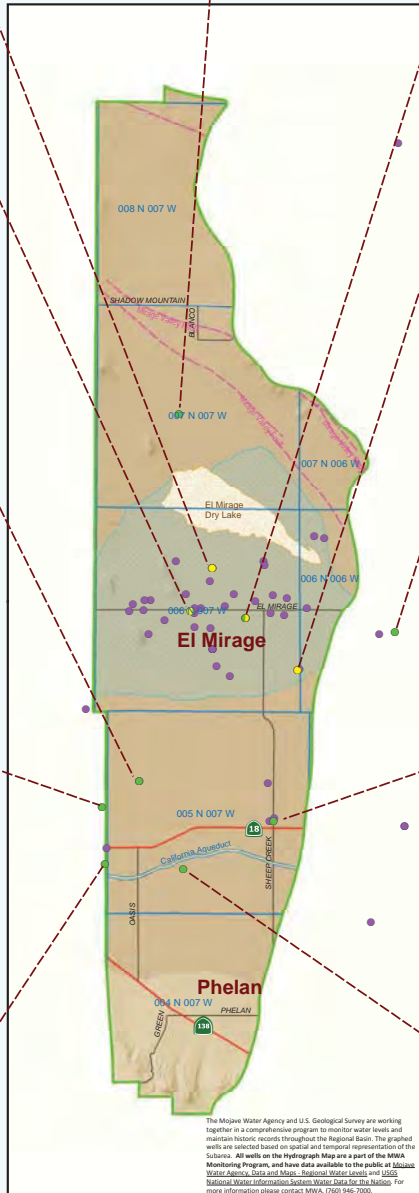 008 N 007 W
SHADOW MOUNTAIN
BLANCO
Mirage Valley
007 N 007 W
Mirage Valley Fault
007 N 006 W
El Mirage
Dry Lake
006 N 006 W
006 N 007 W
EL MIRAGE
El Mirage
005 N 007 W
18
California Aqueduct
SHEEP CREEK
OASIS
Phelan
004 N 007 W
PHELAN
GREEN
138
The Mojave Water Agency and U.S. Geological Survey are working
together in a comprehensive program to monitor water levels and
maintain historic records throughout the Regional Basin. The graphed
wells are selected based on spatial and temporal representation of the
Subarea. All wells on the Hydrograph Map are a part of the MWA
Monitoring Program, and have data available to the public at Mojave
Water Agency, Data and Maps - Regional Water Levels and USGS
National Water Information System Water Data for the Nation. For
more information please contact MWA. (760) 946-7000.